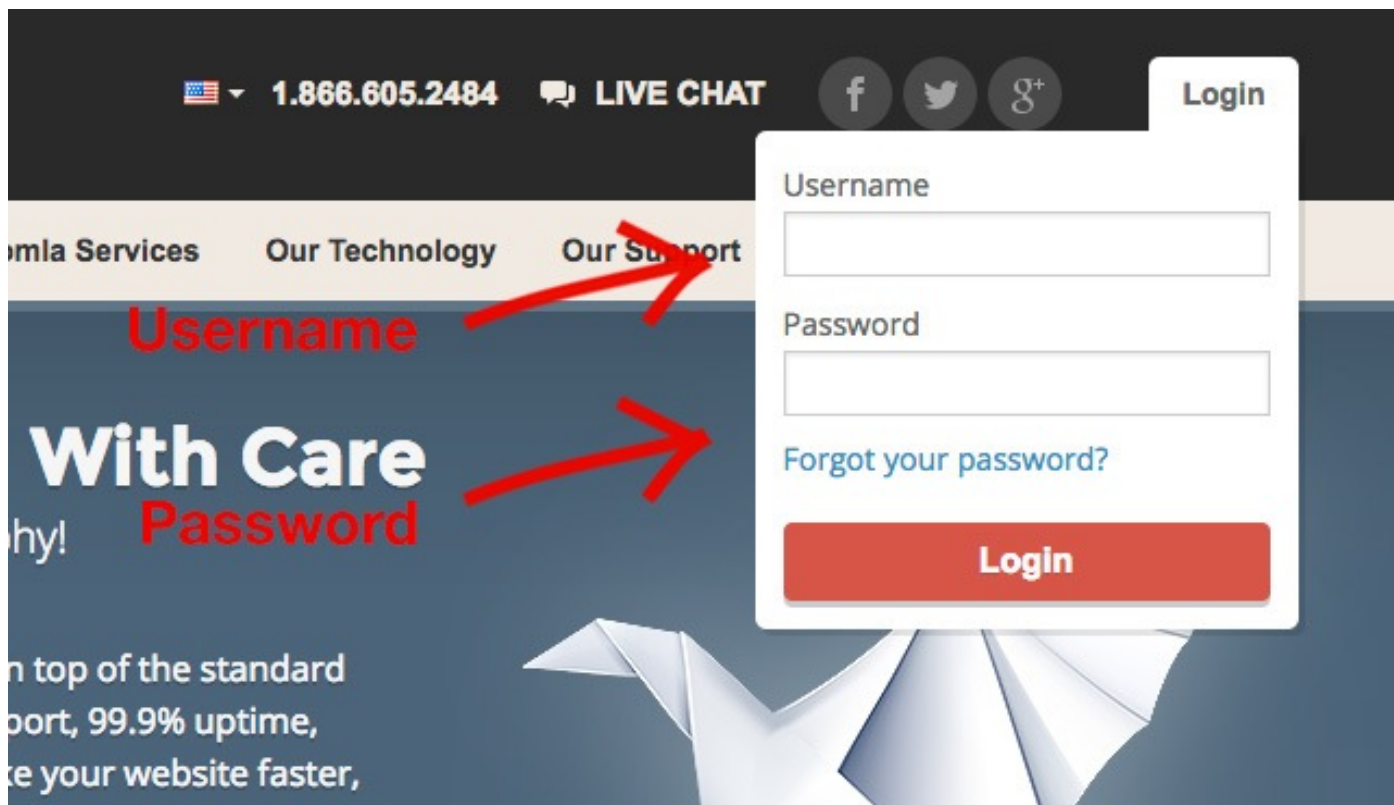 1.866.605.2484 LIVE CHAT f g+ Login
Username
omla Services Our Technology Our Support
Username
Password
With Care
Forgot your password?
hy!
Password
Login
n top of the standard
port, 99.9% uptime,
ke your website faster,